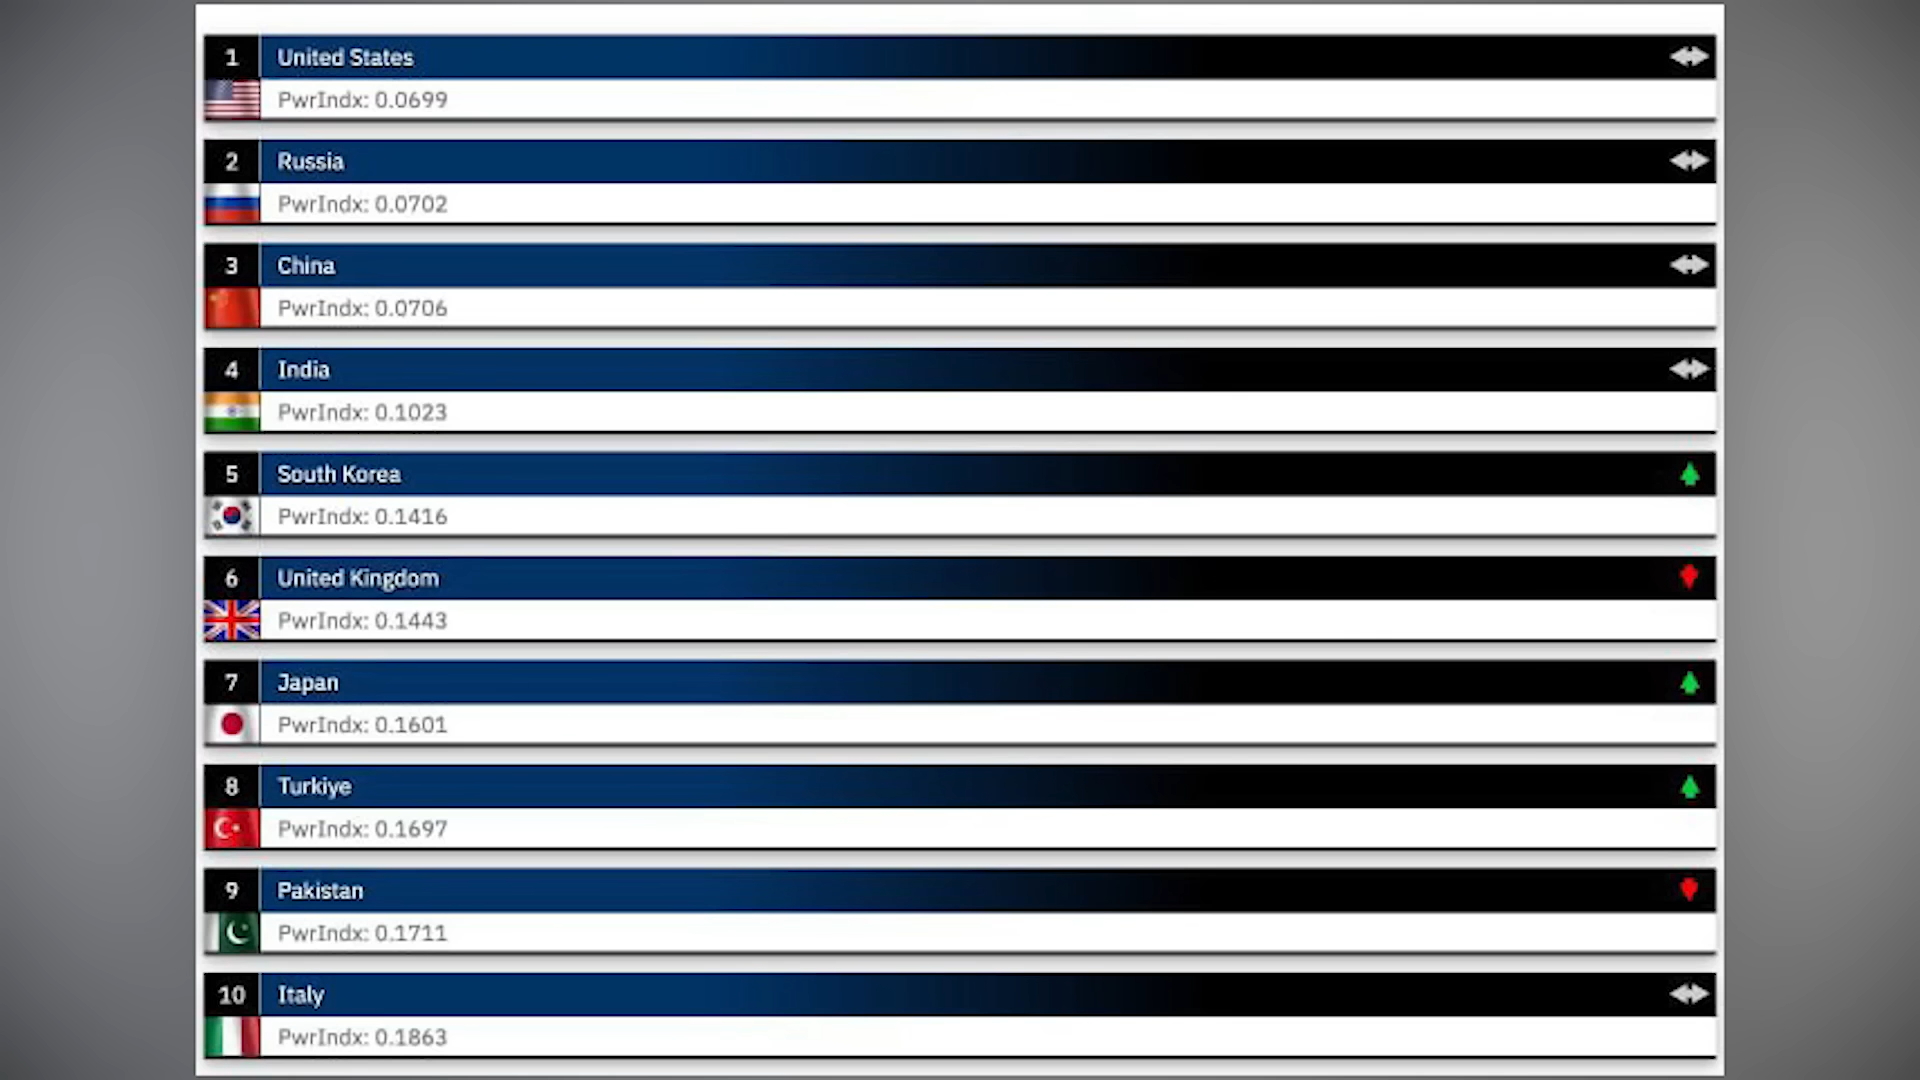 1 United States
PwrIndx: 0.0699
2 Russia
PwrIndx: 0.0702
3 China
PwrIndx: 0.0706
4 India
PwrIndx: 0.1023
5 South Korea
PwrIndx: 0.1416
6 United Kingdom
PwrIndx: 0.1443
7 Japan
PwrIndx: 0.1601
8 Turkiye
PwrIndx: 0.1697
9 Pakistan
PwrIndx: 0.1711
10 Italy
PwrIndx: 0.1863